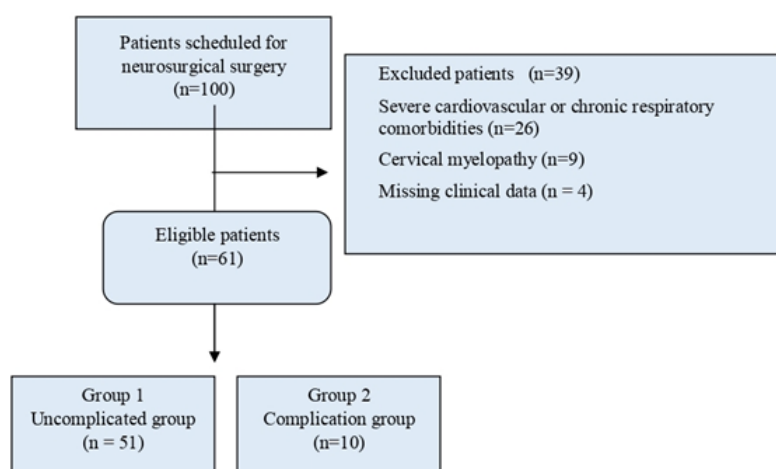 Patients scheduled for
neurosurgical surgery
(n=100)
Excluded patients (n=39)
Severe cardiovascular or chronic respiratory
comorbidities (n=26)
Cervical myelopathy (n=9)
Missing clinical data (n = 4)
Eligible patients
(n=61)
Group 1
Uncomplicated group
(n = 51)
Group 2
Complication group
(n=10)